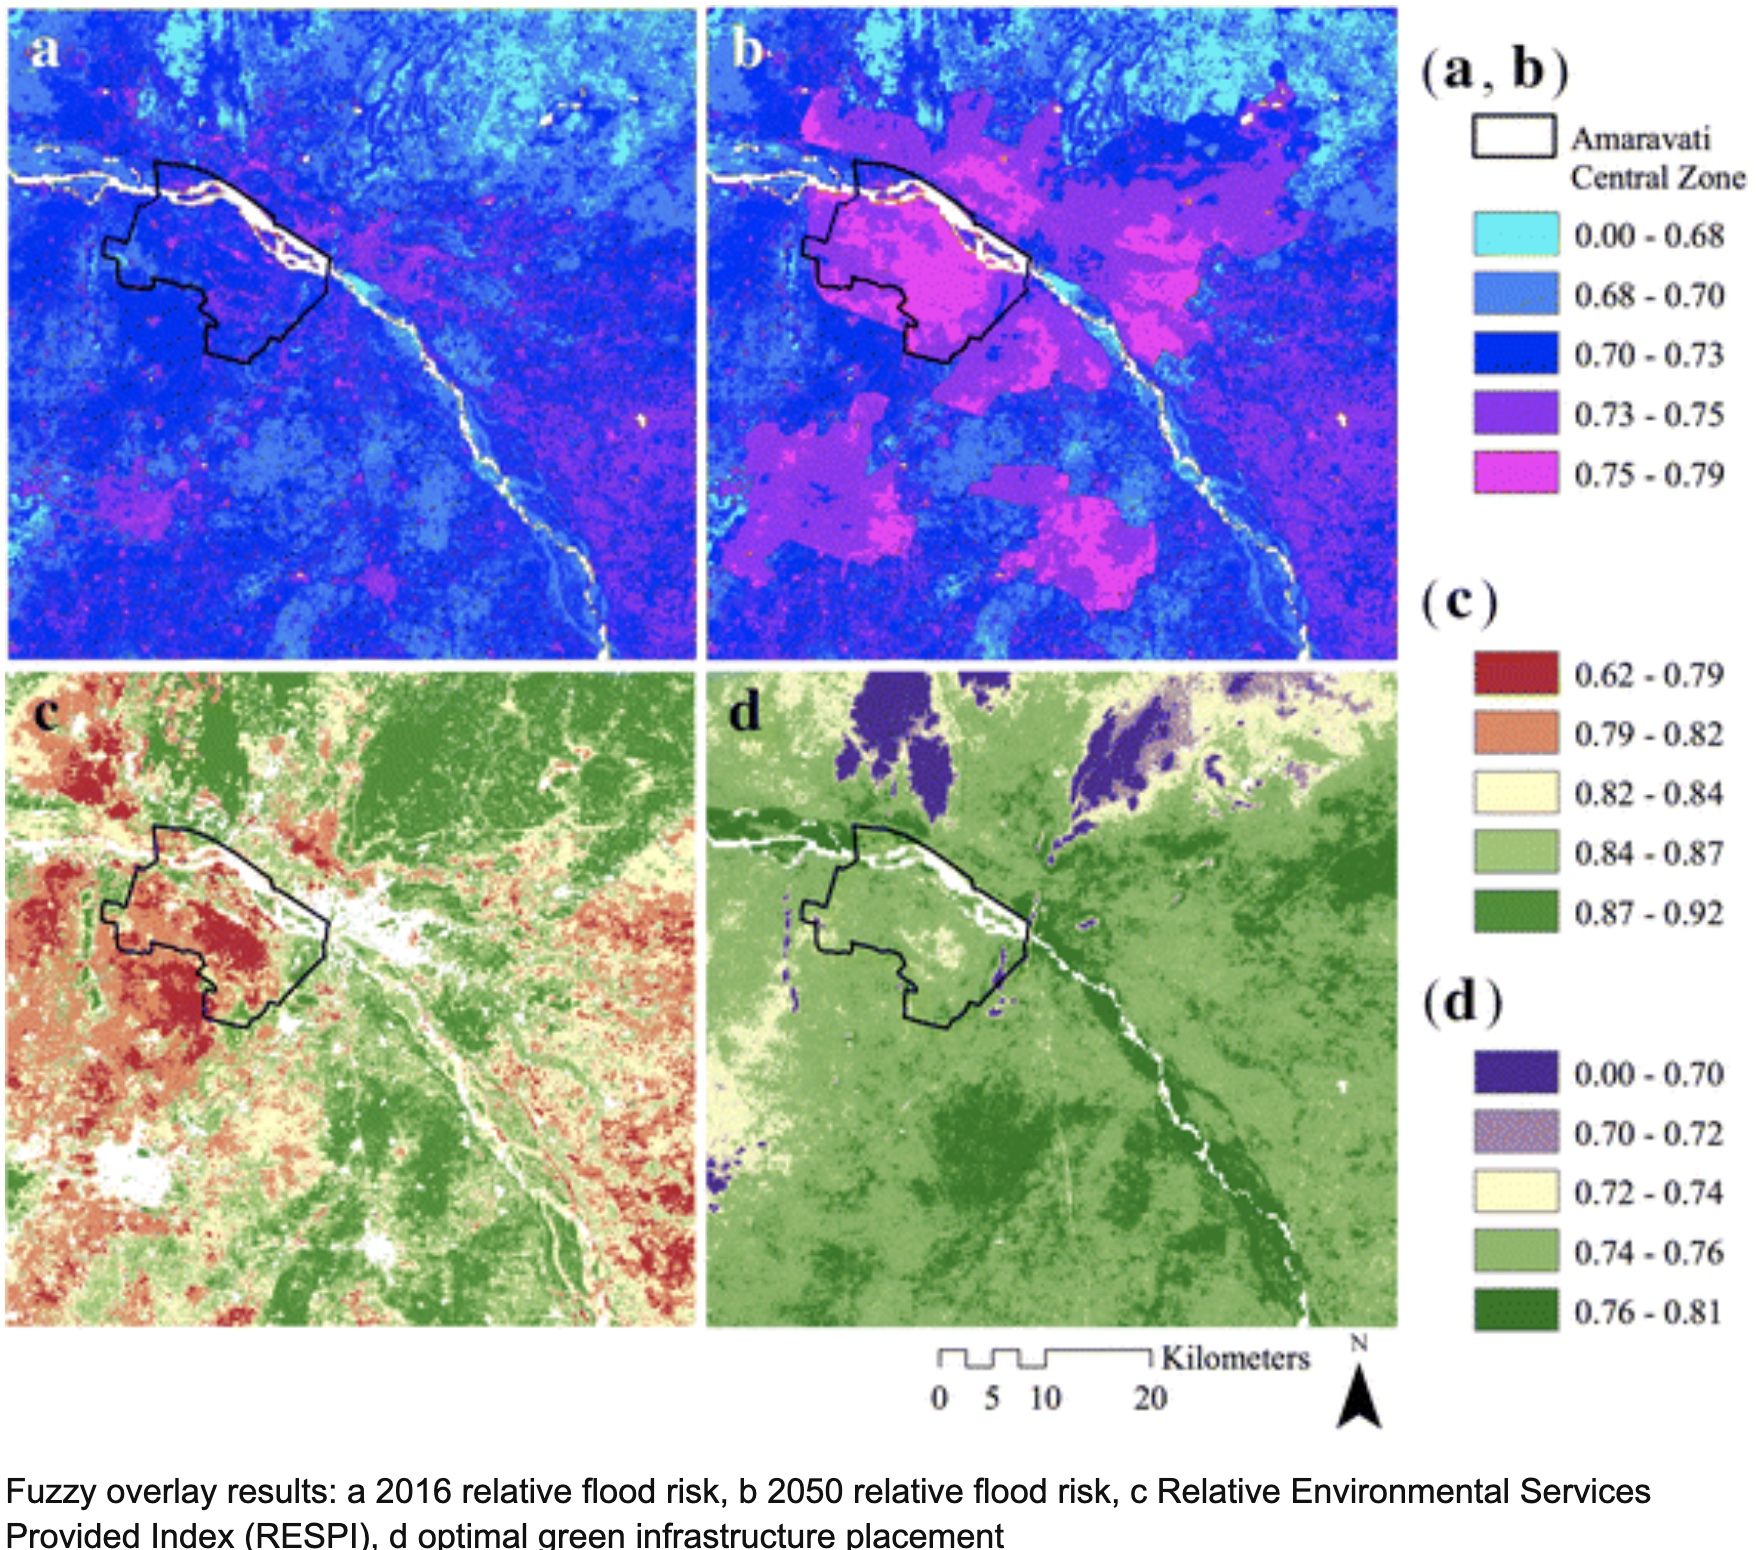 a
b
(a, b)
Amaravati
Central Zone
0.00 - 0.68
0.68 - 0.70
0.70 - 0.73
0.73 - 0.75
0.75 - 0.79
c
d
(c)
0.62 - 0.79
0.79 - 0.82
0.82 - 0.84
0.84 - 0.87
0.87 - 0.92
(d)
0.00 - 0.70
0.70 - 0.72
0.72 - 0.74
0.74 - 0.76
0.76 - 0.81
Kilometers
0 5 10 20
N
Fuzzy overlay results: a 2016 relative flood risk, b 2050 relative flood risk, c Relative Environmental Services
Provided Index (RESPI), d optimal green infrastructure placement